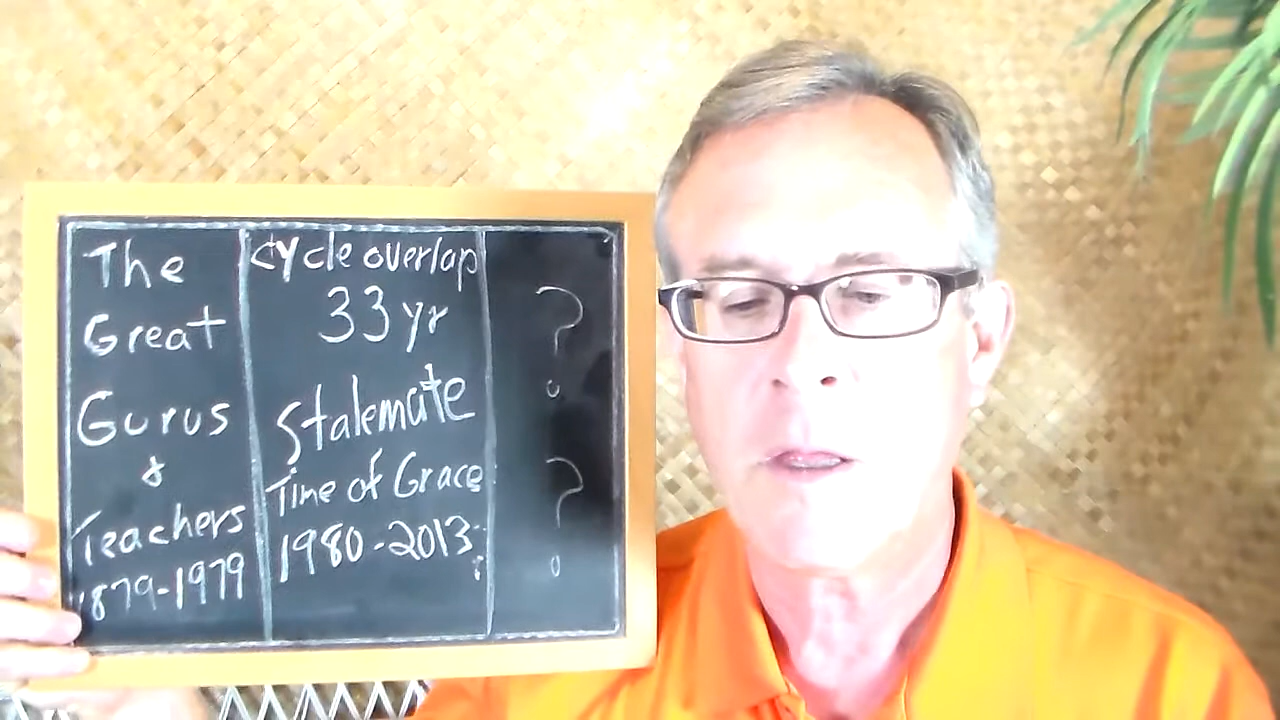 The
Great
Gurus
&
Teachers
1879-1979
Cycle overlap
33 yr
Stalemate
Time of Grace
1980-2013
?
?